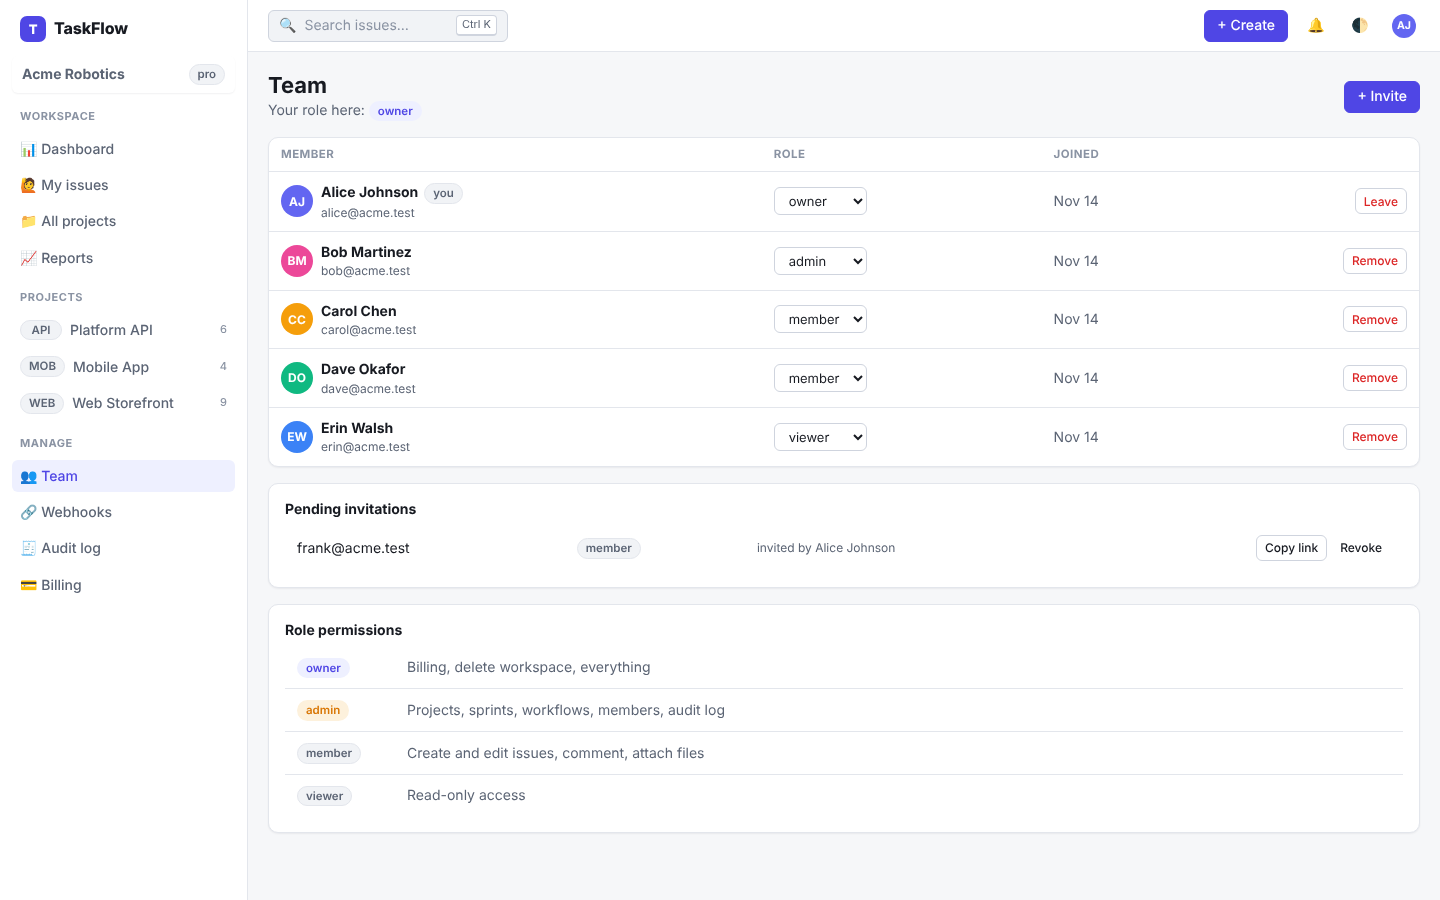 T TaskFlow
Search issues... Ctrl K
+ Create
AJ
Acme Robotics pro
WORKSPACE
Dashboard
My issues
All projects
Reports
PROJECTS
API Platform API 6
MOB Mobile App 4
WEB Web Storefront 9
MANAGE
Team
Webhooks
Audit log
Billing
Team
Your role here: owner
+ Invite
MEMBER ROLE JOINED
AJ Alice Johnson you
alice@acme.test
owner Nov 14 Leave
BM Bob Martinez
bob@acme.test
admin Nov 14 Remove
CC Carol Chen
carol@acme.test
member Nov 14 Remove
DO Dave Okafor
dave@acme.test
member Nov 14 Remove
EW Erin Walsh
erin@acme.test
viewer Nov 14 Remove
Pending invitations
frank@acme.test member invited by Alice Johnson Copy link Revoke
Role permissions
owner Billing, delete workspace, everything
admin Projects, sprints, workflows, members, audit log
member Create and edit issues, comment, attach files
viewer Read-only access